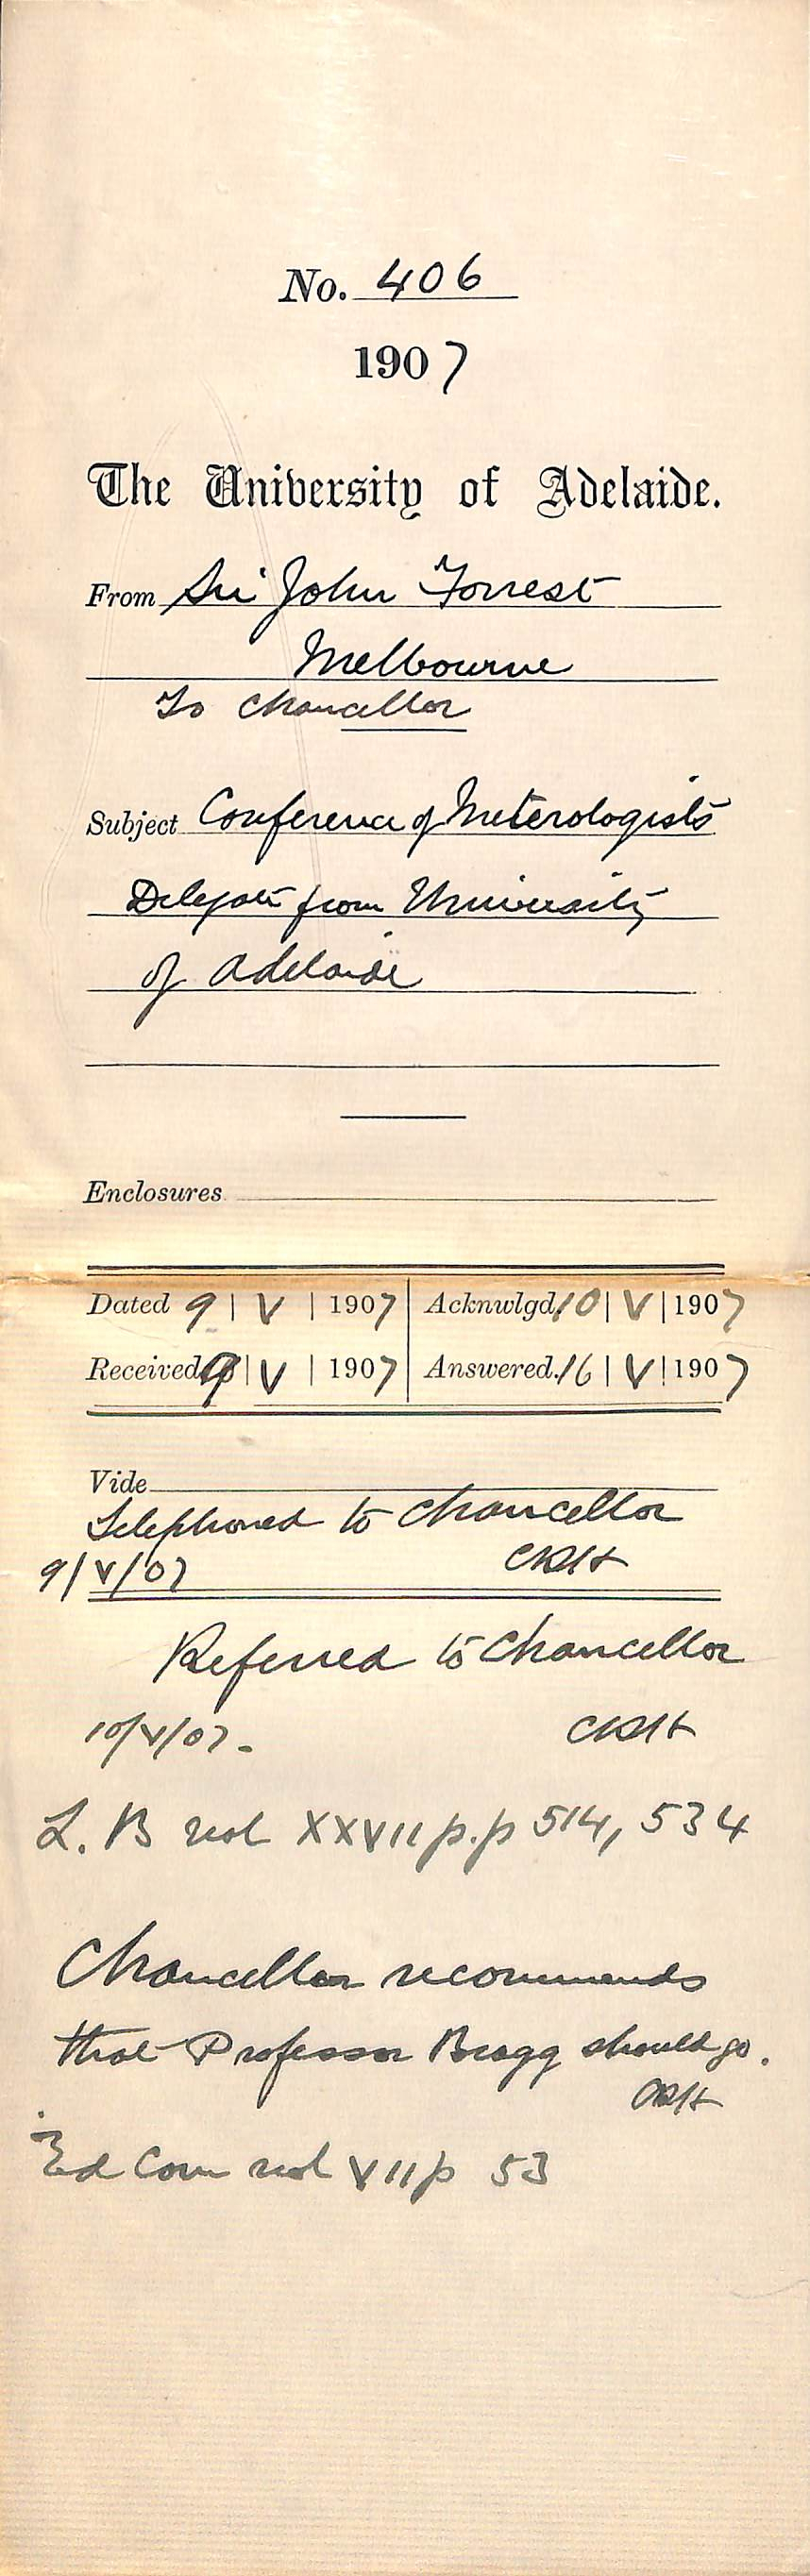 No. 406
1907
The University of Adelaide.
From Sir John Forrest
Melbourne
To Chancellor
Subject Conference of Meterologists
Delegate from University
of Adelaide
Enclosures
Dated 9 | V | 1907 Acknwlgd. 10 | V | 1907
Received 9 | V | 1907 Answered. 16 | V | 1907
Vide
Telephoned to Chancellor
9/V/07 CRH
Referred to Chancellor
10/V/07. CRH
L. B vol XXVII p.p 514, 534
Chancellor recommends
that Professor Bragg should go.
CRH
Ed Com vol VII p 53